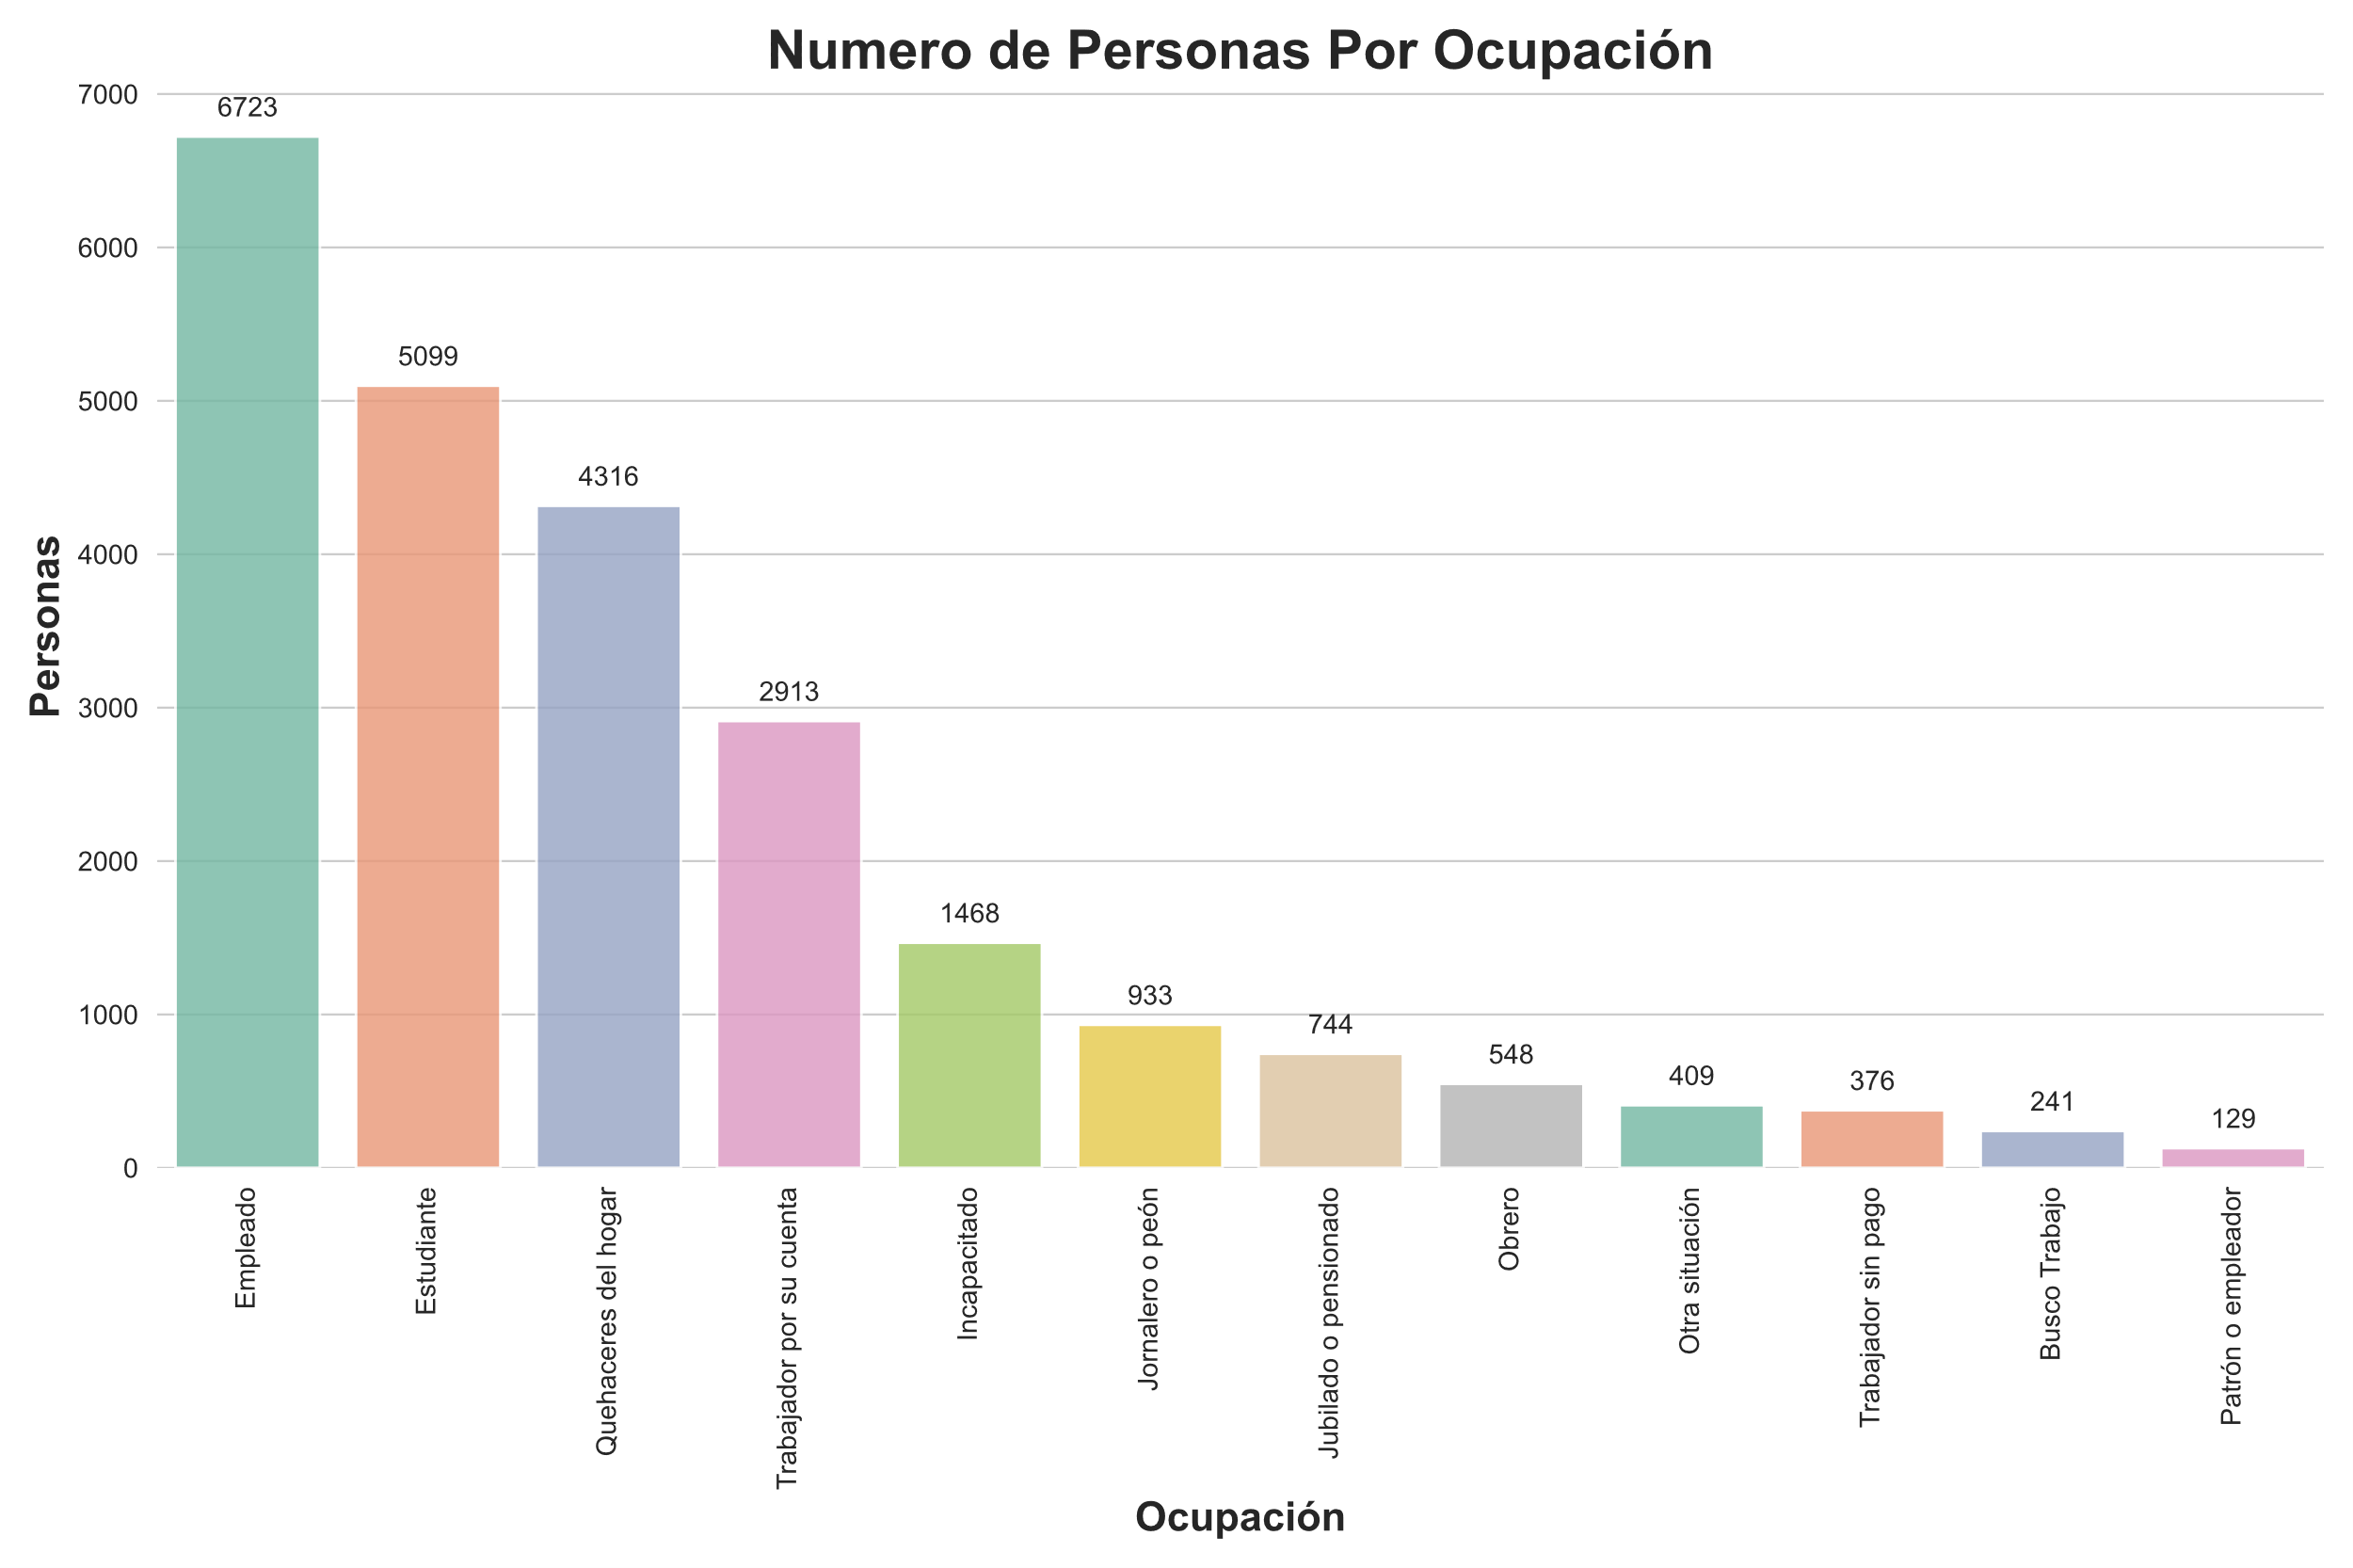 Numero de Personas Por Ocupación
Personas
7000
6000
5000
4000
3000
2000
1000
0
6723
5099
4316
2913
1468
933
744
548
409
376
241
129
Empleado
Estudiante
Quehaceres del hogar
Trabajador por su cuenta
Incapacitado
Jornalero o peón
Jubilado o pensionado
Obrero
Otra situación
Trabajador sin pago
Busco Trabajo
Patrón o empleador
Ocupación